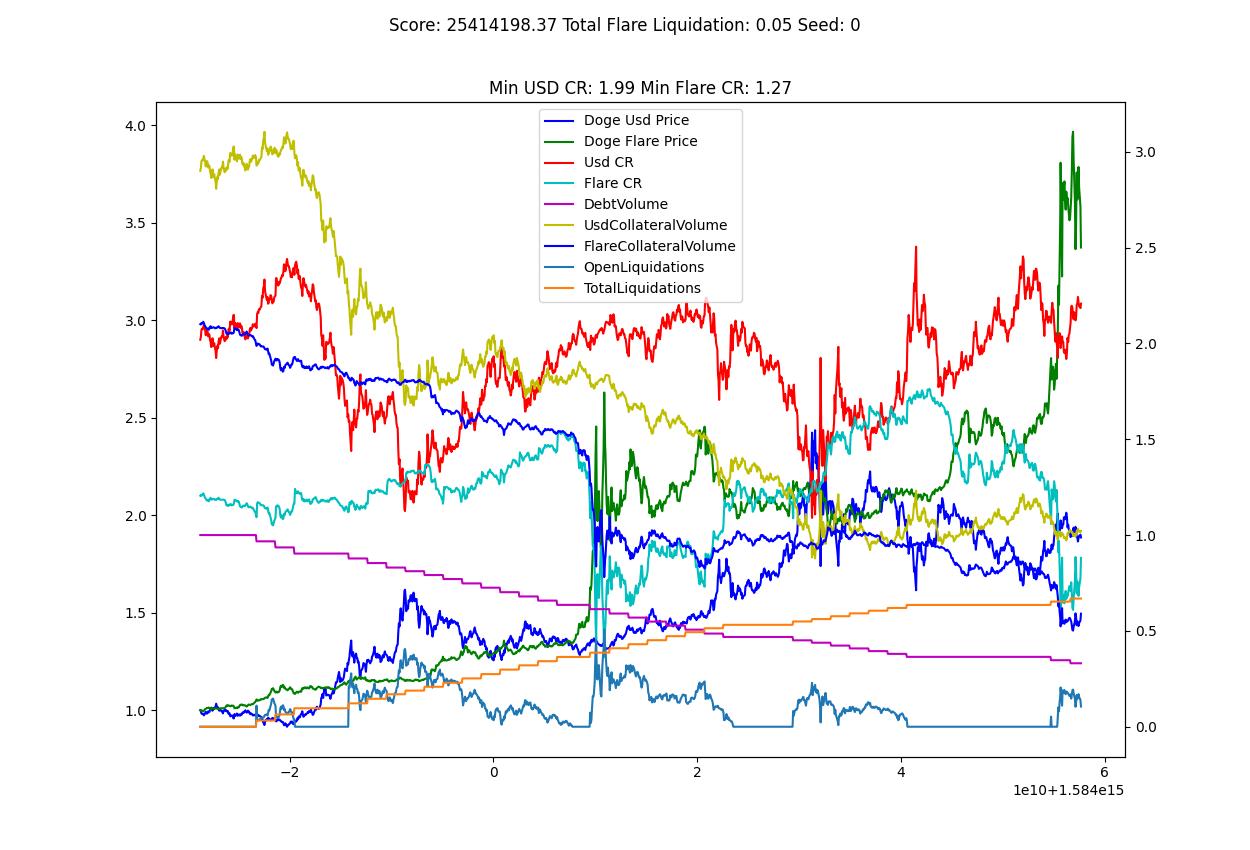 Score: 25414198.37 Total Flare Liquidation: 0.05 Seed: 0
Min USD CR: 1.99 Min Flare CR: 1.27
Doge Usd Price
Doge Flare Price
Usd CR
Flare CR
DebtVolume
UsdCollateralVolume
FlareCollateralVolume
OpenLiquidations
TotalLiquidations
4.0
3.5
3.0
2.5
2.0
1.5
1.0
3.0
2.5
2.0
1.5
1.0
0.5
0.0
−2
0
2
4
6
1e10+1.584e15